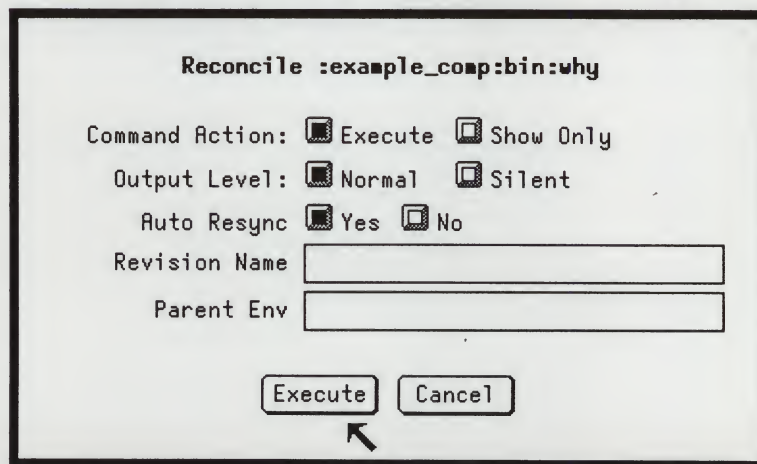 Reconcile :example_comp:bin:why
Command Action: Execute Show Only
Output Level: Normal Silent
Auto Resync Yes No
Revision Name
Parent Env
Execute Cancel